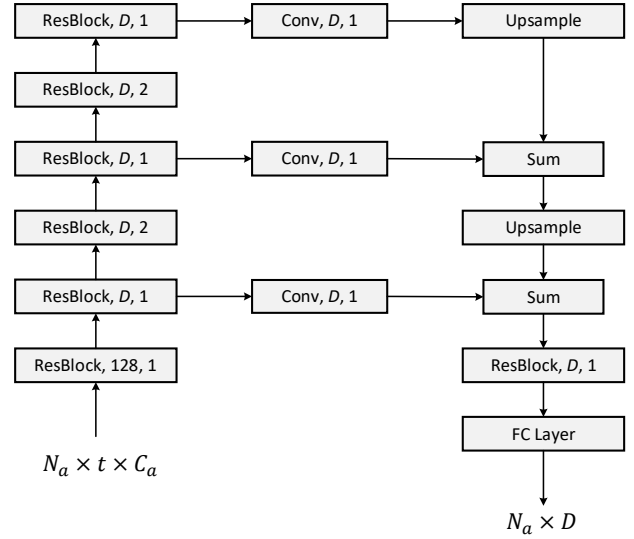 ResBlock, D, 1
Conv, D, 1
Upsample
ResBlock, D, 2
ResBlock, D, 1
Conv, D, 1
Sum
ResBlock, D, 2
Upsample
ResBlock, D, 1
Conv, D, 1
Sum
ResBlock, 128, 1
ResBlock, D, 1
FC Layer
N_a × t × C_a
N_a × D